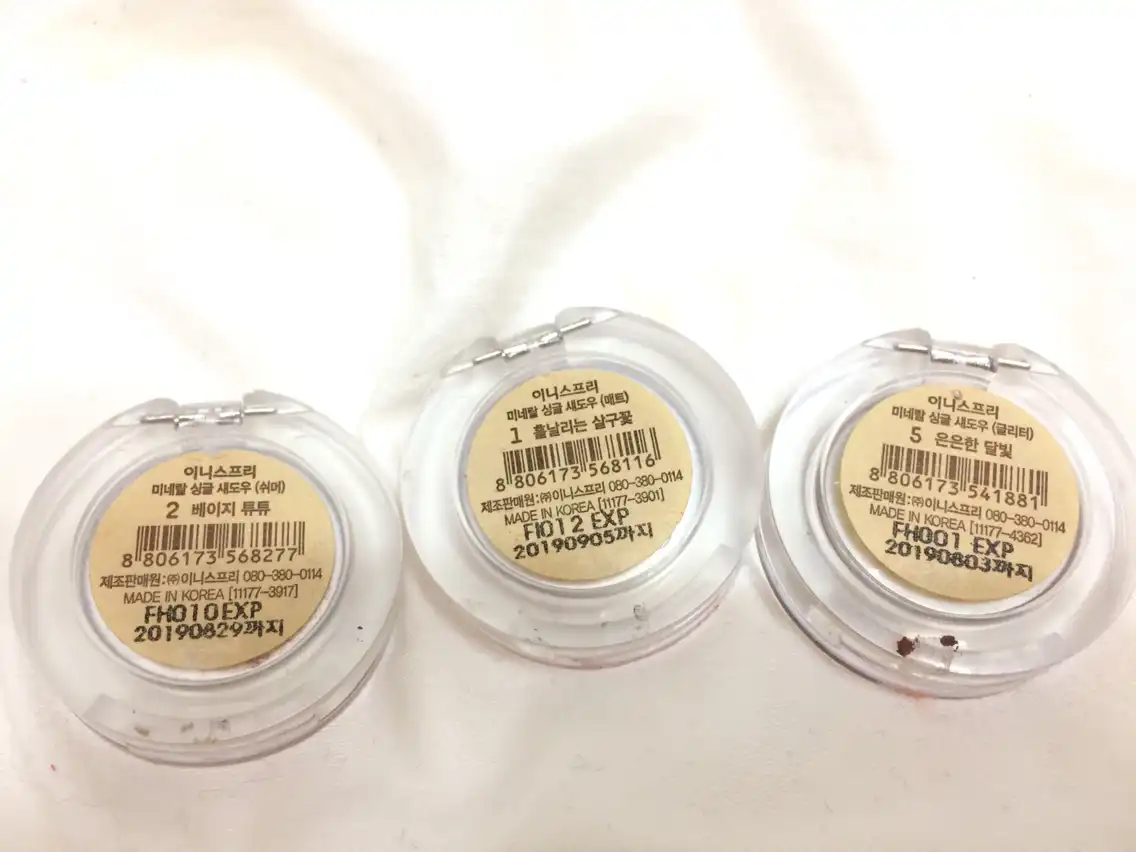 이니스프리
미네랄 싱글 섀도우 (쉬머)
2 베이지 튜튜
8 806173 568277
제조판매원:㈜이니스프리 080-380-0114
MADE IN KOREA [11177-3917]
FH010EXP
20190829까지
이니스프리
미네랄 싱글 섀도우 (매트)
1 흩날리는 살구꽃
8 806173 568116
제조판매원:㈜이니스프리 080-380-0114
MADE IN KOREA [11177-3901]
FI012 EXP
20190905까지
이니스프리
미네랄 싱글 섀도우 (글리터)
5 은은한 달빛
8 806173 541881
제조판매원:㈜이니스프리 080-380-0114
MADE IN KOREA [11177-4362]
FH001 EXP
20190803까지